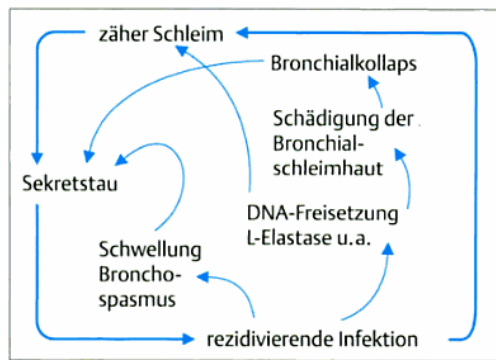 zäher Schleim
Bronchialkollaps
Schädigung der
Bronchial-
schleimhaut
Sekretstau
DNA-Freisetzung
L-Elastase u. a.
Schwellung
Broncho-
spasmus
rezidivierende Infektion